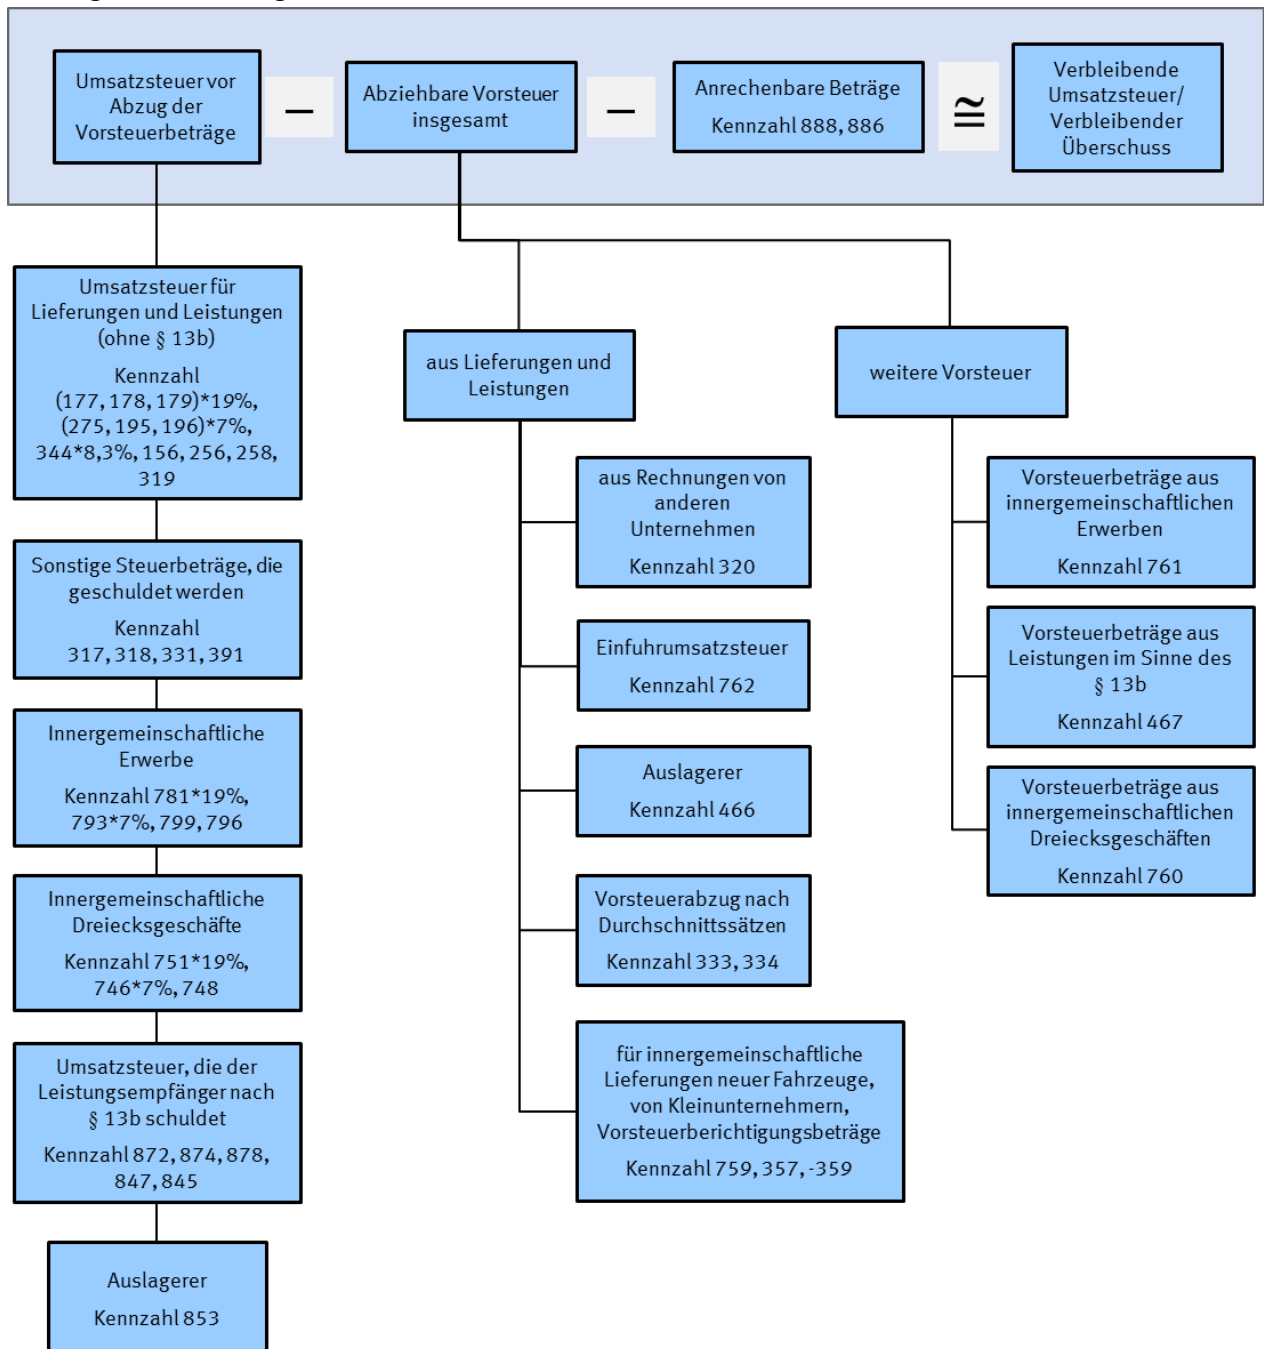 Umsatzsteuer vor
Abzug der
Vorsteuerbeträge
–
Abziehbare Vorsteuer
insgesamt
–
Anrechenbare Beträge
Kennzahl 888, 886
≅
Verbleibende
Umsatzsteuer/
Verbleibender
Überschuss
Umsatzsteuer für
Lieferungen und Leistungen
(ohne § 13b)
Kennzahl
(177, 178, 179)*19%,
(275, 195, 196)*7%,
344*8,3%, 156, 256, 258,
319
Sonstige Steuerbeträge, die
geschuldet werden
Kennzahl
317, 318, 331, 391
Innergemeinschaftliche
Erwerbe
Kennzahl 781*19%,
793*7%, 799, 796
Innergemeinschaftliche
Dreiecksgeschäfte
Kennzahl 751*19%,
746*7%, 748
Umsatzsteuer, die der
Leistungsempfänger nach
§ 13b schuldet
Kennzahl 872, 874, 878,
847, 845
Auslagerer
Kennzahl 853
aus Lieferungen und
Leistungen
aus Rechnungen von
anderen
Unternehmen
Kennzahl 320
Einfuhrumsatzsteuer
Kennzahl 762
Auslagerer
Kennzahl 466
Vorsteuerabzug nach
Durchschnittssätzen
Kennzahl 333, 334
für innergemeinschaftliche
Lieferungen neuer Fahrzeuge,
von Kleinunternehmern,
Vorsteuerberichtigungsbeträge
Kennzahl 759, 357, -359
weitere Vorsteuer
Vorsteuerbeträge aus
innergemeinschaftlichen
Erwerben
Kennzahl 761
Vorsteuerbeträge aus
Leistungen im Sinne des
§ 13b
Kennzahl 467
Vorsteuerbeträge aus
innergemeinschaftlichen
Dreiecksgeschäften
Kennzahl 760